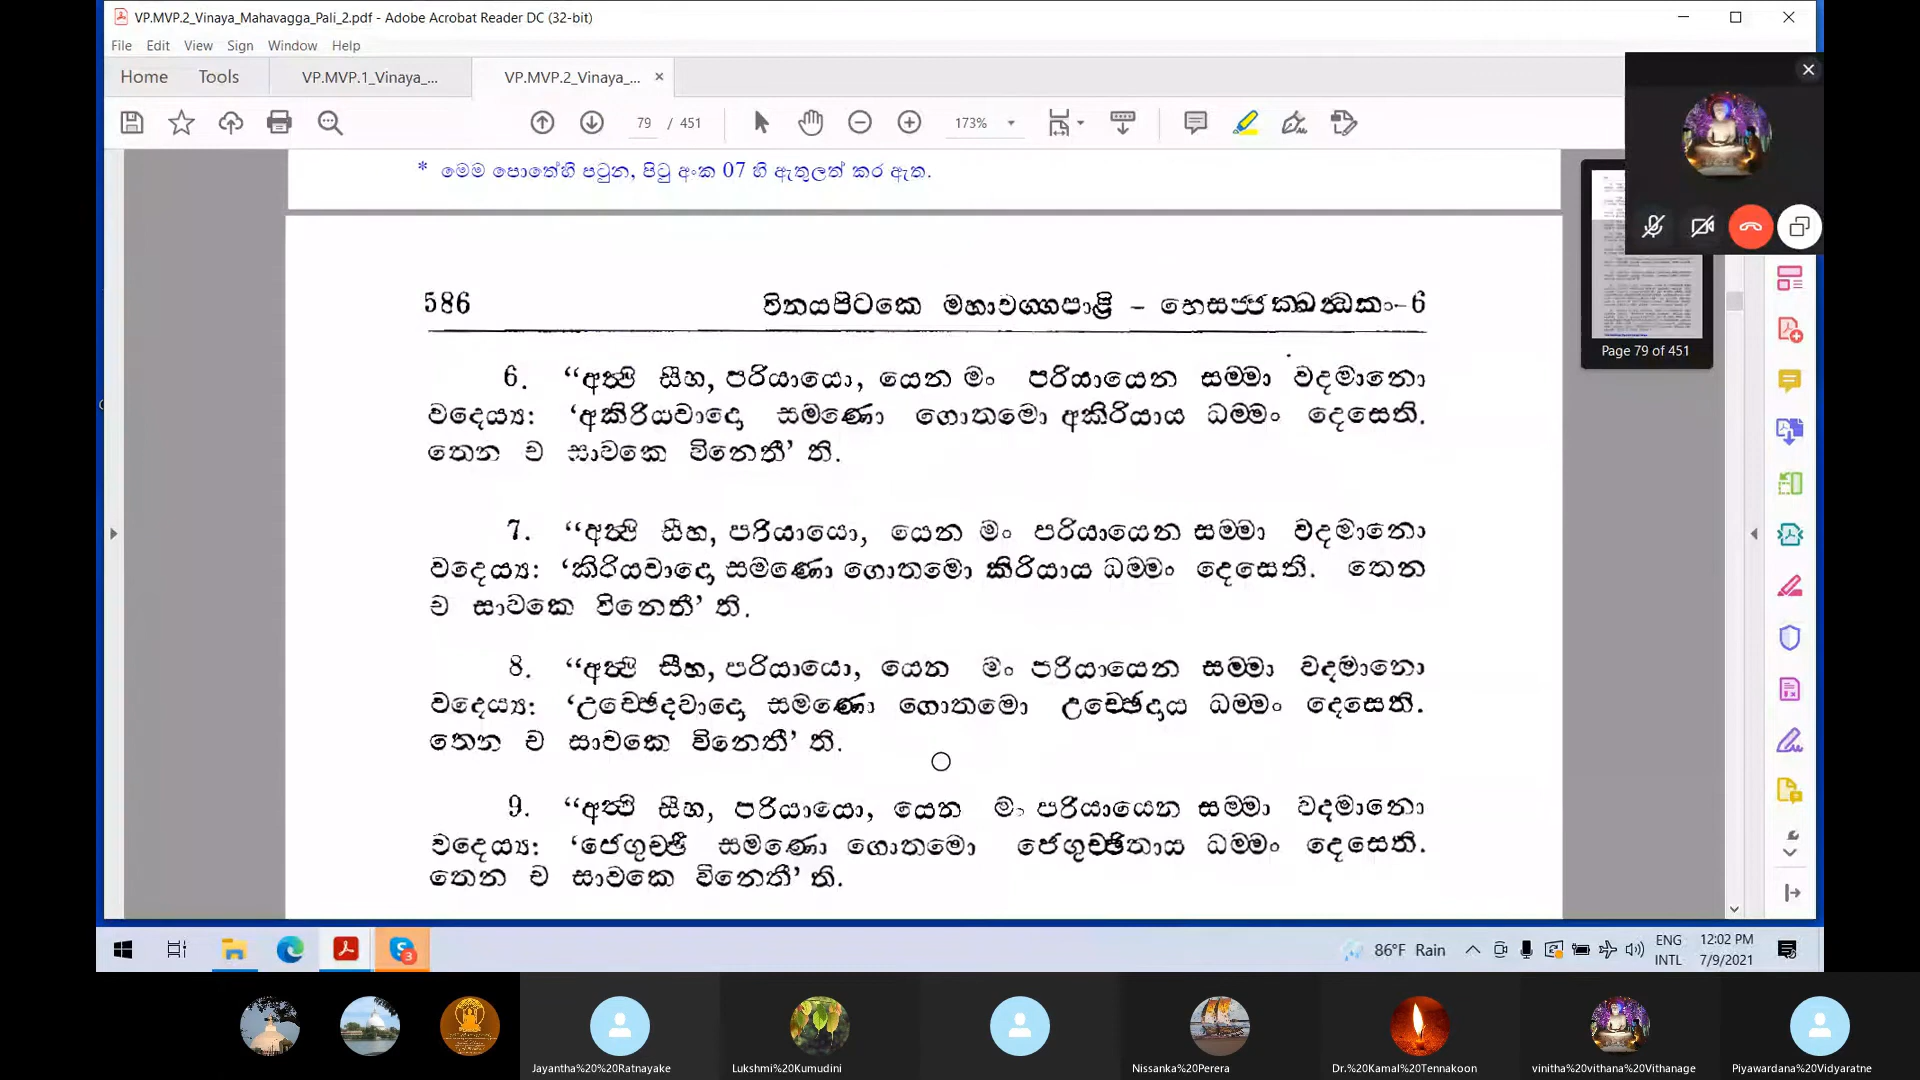 VP.MVP.2_Vinaya_Mahavagga_Pali_2.pdf - Adobe Acrobat Reader DC (32-bit)
File Edit View Sign Window Help
Home Tools VP.MVP.1_Vinaya_... VP.MVP.2_Vinaya_... ×
79 / 451 173%
* මෙම පොතේහි පටුන, පිටු අංක 07 හි ඇතුලත් කර ඇත.
586 විනයපිටකෙ මහාවග්ගපාළි – භෙසජ්ජක්ඛන්ධකං-6
6. “අත්ථි සීහ, පරියායො, යෙන මං පරියායෙන සම්මා වදමානො
වදෙය්‍ය: ‘අකිරියවාදො සමණො ගොතමො අකිරියාය ධම්මං දෙසෙති.
තෙන ච සාවකෙ විනෙතී’ ති.
7. “අත්ථි සීහ, පරියායො, යෙන මං පරියායෙන සම්මා වදමානො
වදෙය්‍ය: ‘කිරියවාදො සමණො ගොතමො කිරියාය ධම්මං දෙසෙති. තෙන
ච සාවකෙ විනෙතී’ ති.
8. “අත්ථි සීහ, පරියායො, යෙන මං පරියායෙන සම්මා වදමානො
වදෙය්‍ය: ‘උච්ඡෙදවාදො සමණො ගොතමො උච්ඡෙදාය ධම්මං දෙසෙති.
තෙන ච සාවකෙ විනෙතී’ ති.
9. “අත්ථි සීහ, පරියායො, යෙන මං පරියායෙන සම්මා වදමානො
වදෙය්‍ය: ‘ජෙගුච්ඡී සමණො ගොතමො ජෙගුච්ඡිතාය ධම්මං දෙසෙති.
තෙන ච සාවකෙ විනෙතී’ ති.
Page 79 of 451
3
86°F Rain
ENG
INTL
12:02 PM
7/9/2021
Jayantha%20%20Ratnayake
Lukshmi%20Kumudini
Nissanka%20Perera
Dr.%20Kamal%20Tennakoon
vinitha%20vithana%20Vithanage
Piyawardana%20Vidyaratne